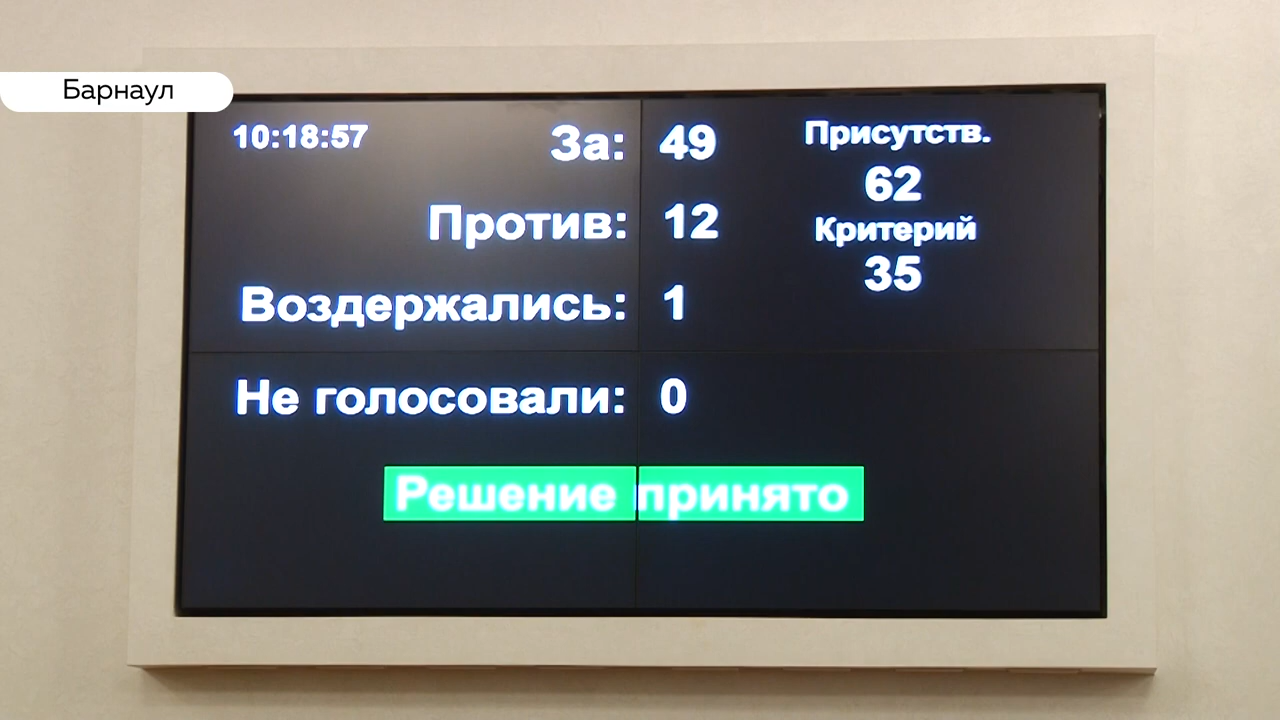 Барнаул
10:18:57
За: 49
Присутств.
62
Против: 12
Критерий
35
Воздержались: 1
Не голосовали: 0
Решение принято